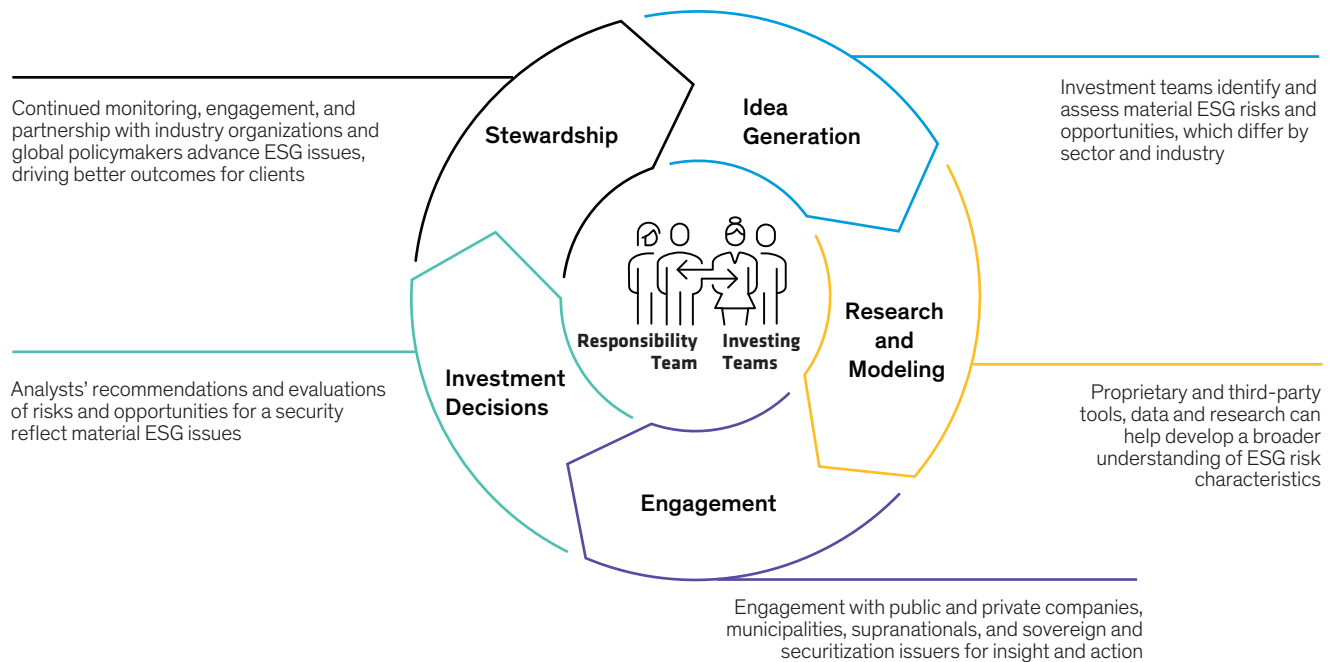 Stewardship
Continued monitoring, engagement, and
partnership with industry organizations and
global policymakers advance ESG issues,
driving better outcomes for clients
Idea
Generation
Investment teams identify and
assess material ESG risks and
opportunities, which differ by
sector and industry
Responsibility
Team
Investing
Teams
Research
and
Modeling
Proprietary and third-party
tools, data and research can
help develop a broader
understanding of ESG risk
characteristics
Investment
Decisions
Analysts’ recommendations and evaluations
of risks and opportunities for a security
reflect material ESG issues
Engagement
Engagement with public and private companies,
municipalities, supranationals, and sovereign and
securitization issuers for insight and action